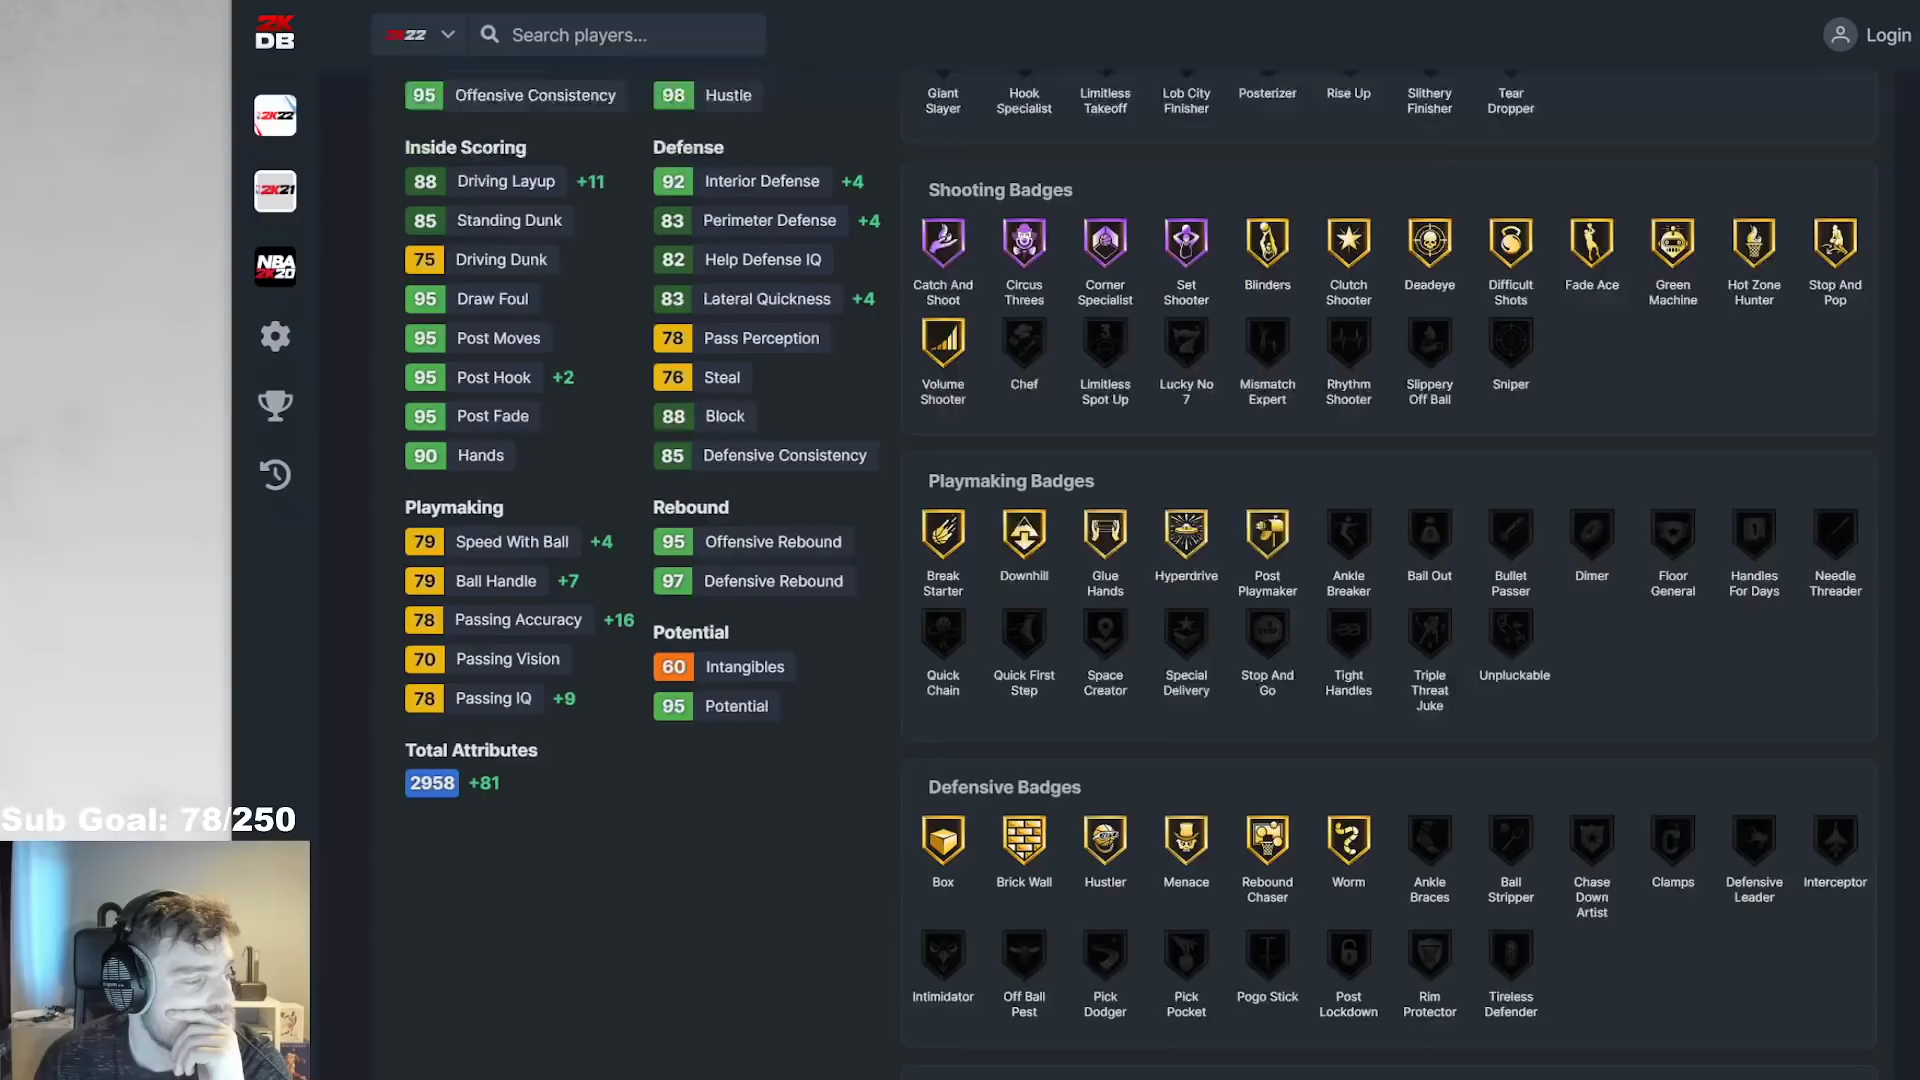 2K
DB
2K22
Search players...
Login
2K22
2K21
NBA
2K20
95 Offensive Consistency
98 Hustle
Inside Scoring
88 Driving Layup +11
85 Standing Dunk
75 Driving Dunk
95 Draw Foul
95 Post Moves
95 Post Hook +2
95 Post Fade
90 Hands
Defense
92 Interior Defense +4
83 Perimeter Defense +4
82 Help Defense IQ
83 Lateral Quickness +4
78 Pass Perception
76 Steal
88 Block
85 Defensive Consistency
Playmaking
79 Speed With Ball +4
79 Ball Handle +7
78 Passing Accuracy +16
70 Passing Vision
78 Passing IQ +9
Rebound
95 Offensive Rebound
97 Defensive Rebound
Potential
60 Intangibles
95 Potential
Total Attributes
2958 +81
Giant
Slayer
Hook
Specialist
Limitless
Takeoff
Lob City
Finisher
Posterizer
Rise Up
Slithery
Finisher
Tear
Dropper
Shooting Badges
Catch And
Shoot
Circus
Threes
Corner
Specialist
Set
Shooter
Blinders
Clutch
Shooter
Deadeye
Difficult
Shots
Fade Ace
Green
Machine
Hot Zone
Hunter
Stop And
Pop
Volume
Shooter
Chef
Limitless
Spot Up
Lucky No
7
Mismatch
Expert
Rhythm
Shooter
Slippery
Off Ball
Sniper
Playmaking Badges
Break
Starter
Downhill
Glue
Hands
Hyperdrive
Post
Playmaker
Ankle
Breaker
Bail Out
Bullet
Passer
Dimer
Floor
General
Handles
For Days
Needle
Threader
Quick
Chain
Quick First
Step
Space
Creator
Special
Delivery
Stop And
Go
Tight
Handles
Triple
Threat
Juke
Unpluckable
Defensive Badges
Box
Brick Wall
Hustler
Menace
Rebound
Chaser
Worm
Ankle
Braces
Ball
Stripper
Chase
Down
Artist
Clamps
Defensive
Leader
Interceptor
Intimidator
Off Ball
Pest
Pick
Dodger
Pick
Pocket
Pogo Stick
Post
Lockdown
Rim
Protector
Tireless
Defender
Sub Goal: 78/250